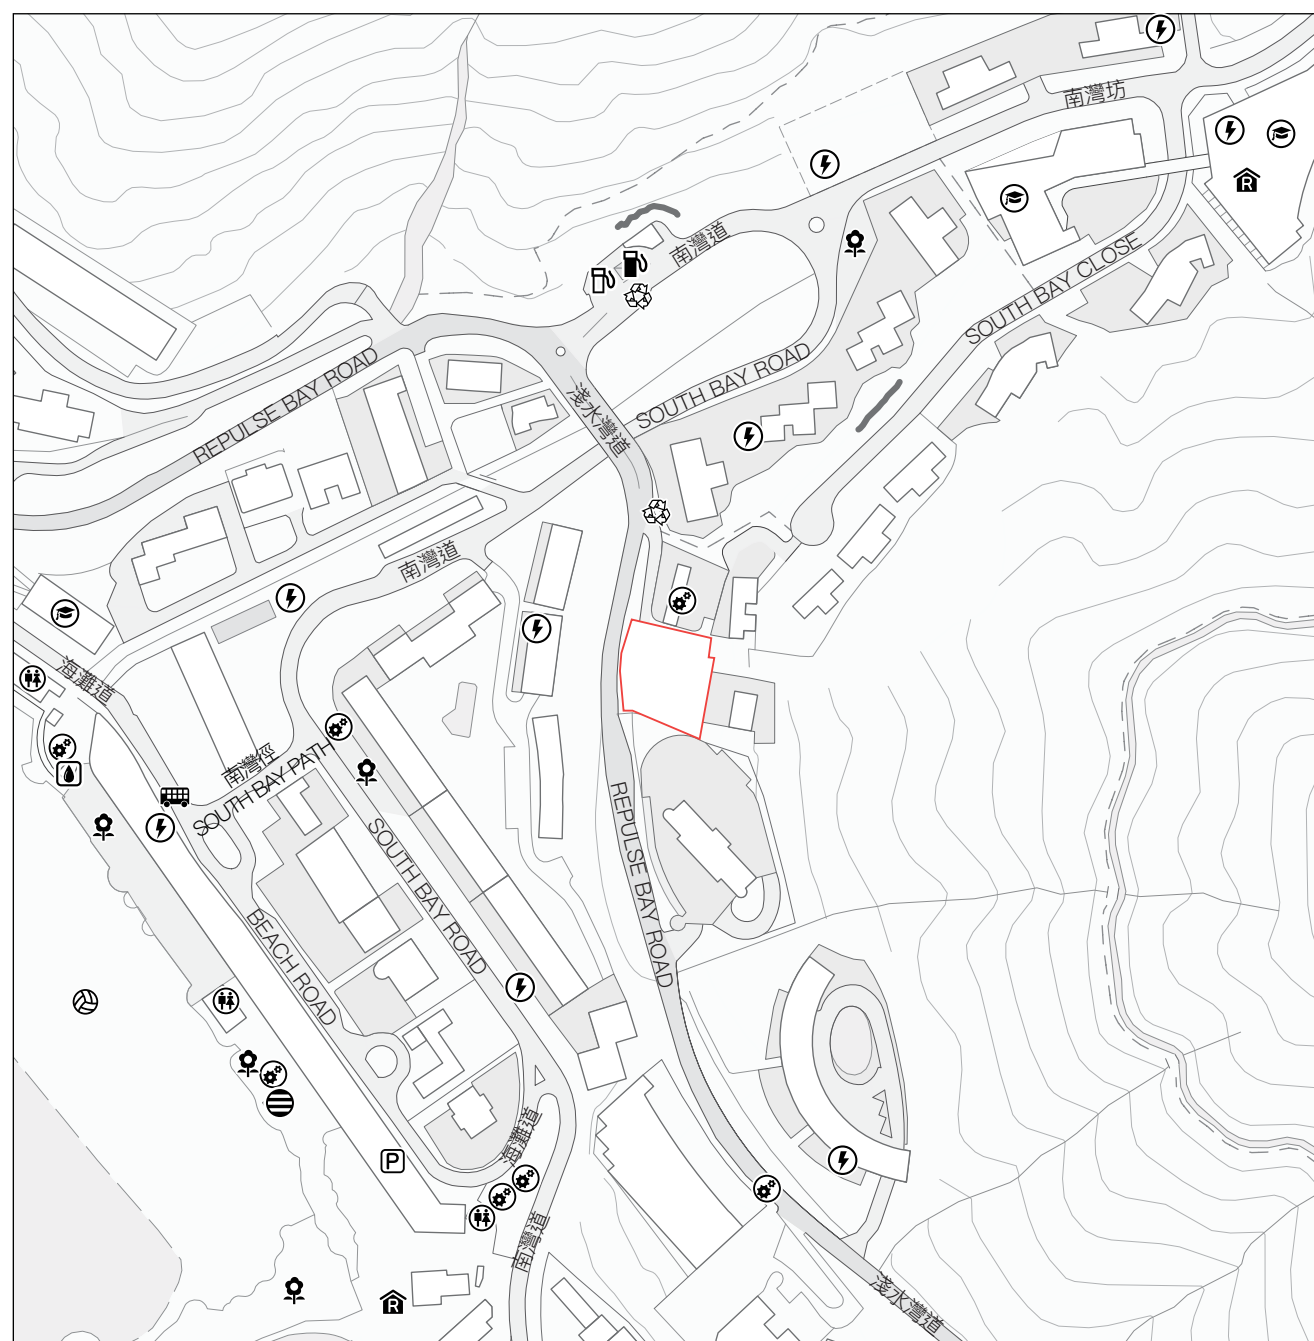 南灣坊
南灣道
SOUTH BAY CLOSE
REPULSE BAY ROAD
SOUTH BAY ROAD
淺水灣道
南灣道
海灘道
南灣徑
SOUTH BAY PATH
REPULSE BAY ROAD
SOUTH BAY ROAD
BEACH ROAD
海灘道
P
南灣道
淺水灣道
R
R